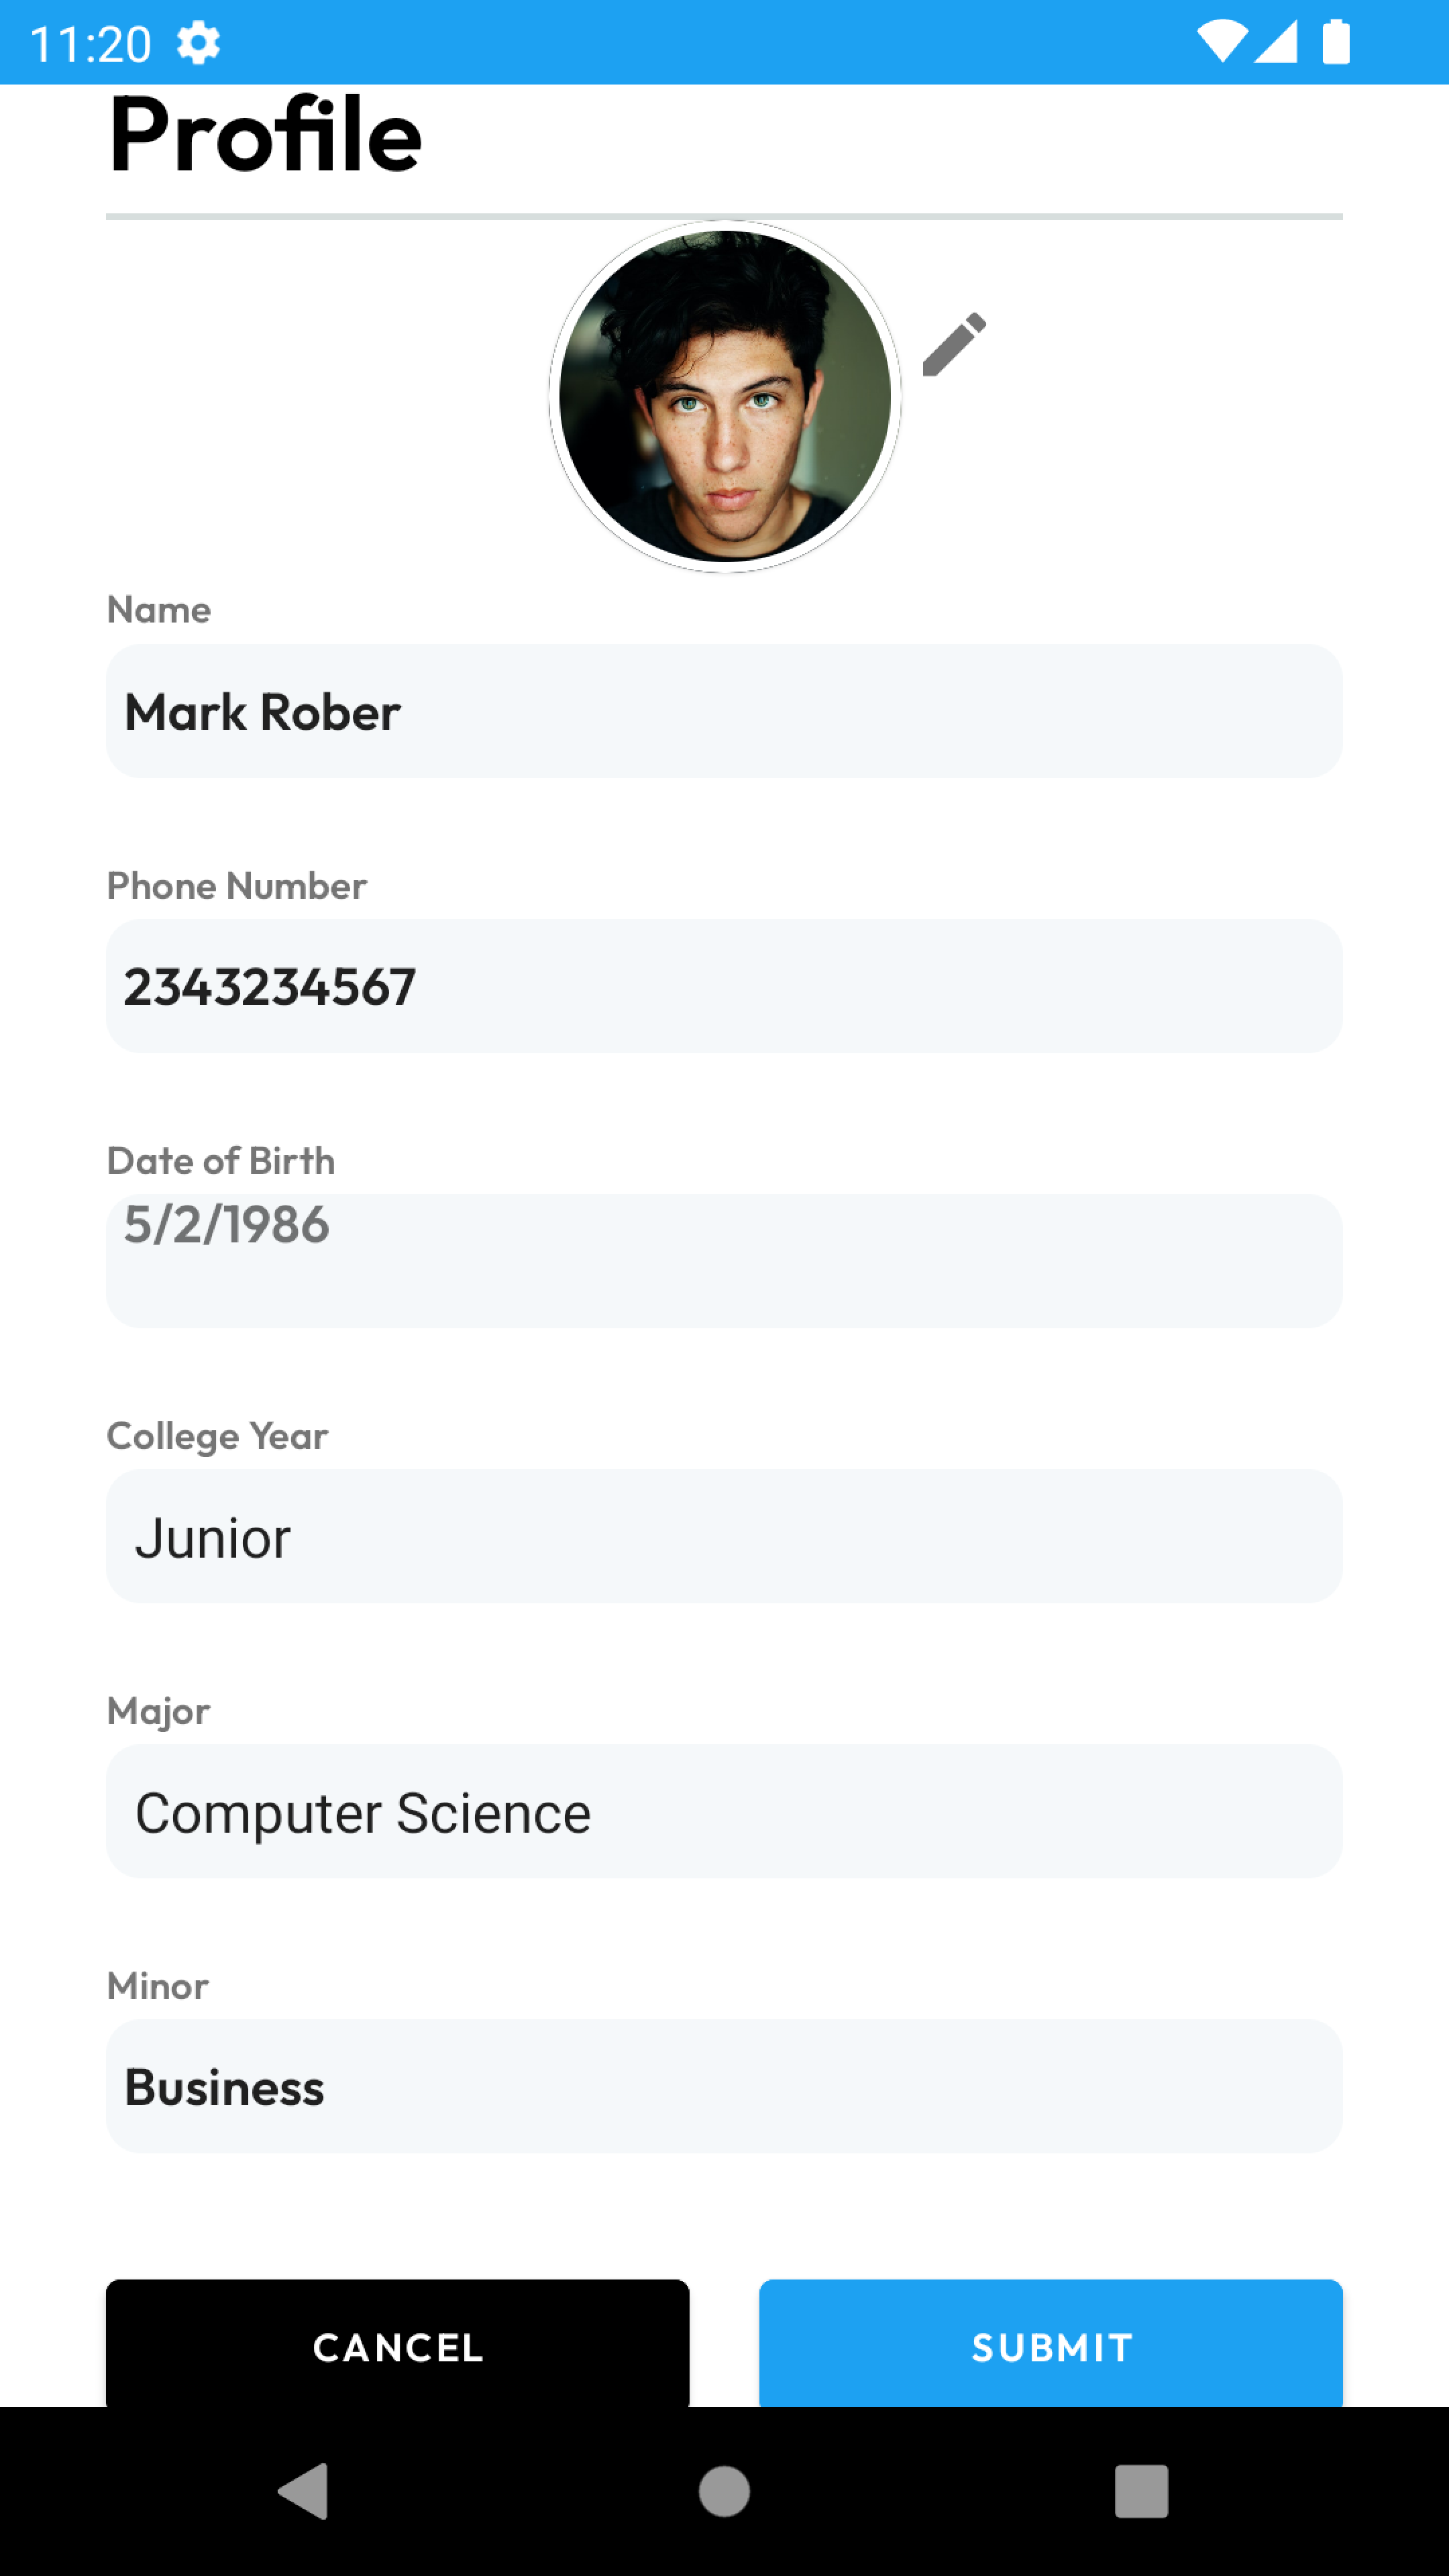 11:20
Profile
Name
Mark Rober
Phone Number
2343234567
Date of Birth
5/2/1986
College Year
Junior
Major
Computer Science
Minor
Business
CANCEL
SUBMIT